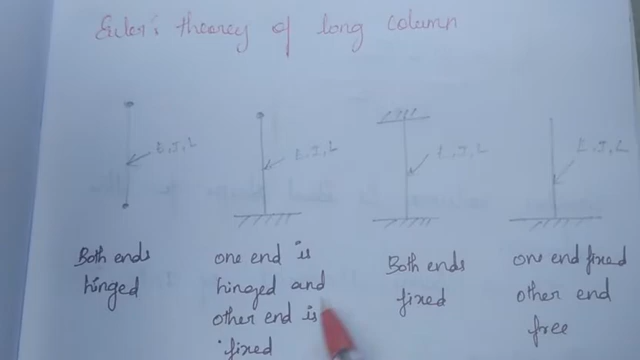 Euler's theory of long column
E, I, L
E, I, L
E, I, L
E, I, L
Both ends
hinged
one end is
hinged and
other end is
fixed
Both ends
fixed
one end fixed
other end
free